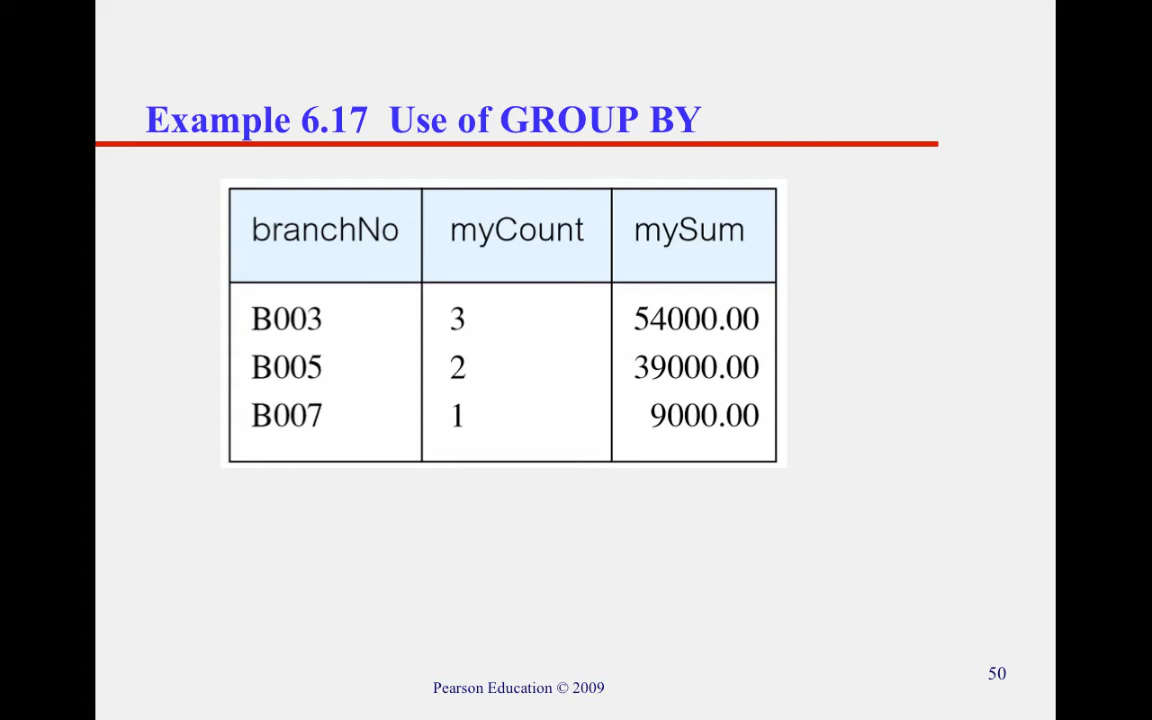 Example 6.17 Use of GROUP BY
branchNo myCount mySum
B003 3 54000.00
B005 2 39000.00
B007 1 9000.00
50
Pearson Education © 2009